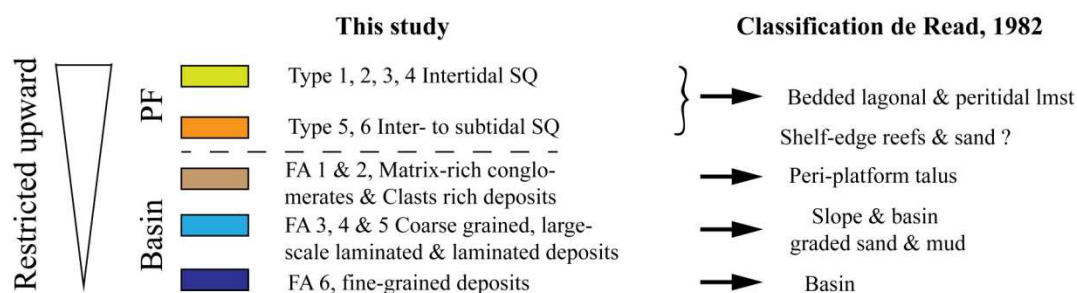 This study
Classification de Read, 1982
Restricted upward
PF
Basin
Type 1, 2, 3, 4 Intertidal SQ
Type 5, 6 Inter- to subtidal SQ
FA 1 & 2, Matrix-rich conglo-
merates & Clasts rich deposits
FA 3, 4 & 5 Coarse grained, large-
scale laminated & laminated deposits
FA 6, fine-grained deposits
Bedded lagonal & peritidal lmst
Shelf-edge reefs & sand ?
Peri-platform talus
Slope & basin
graded sand & mud
Basin